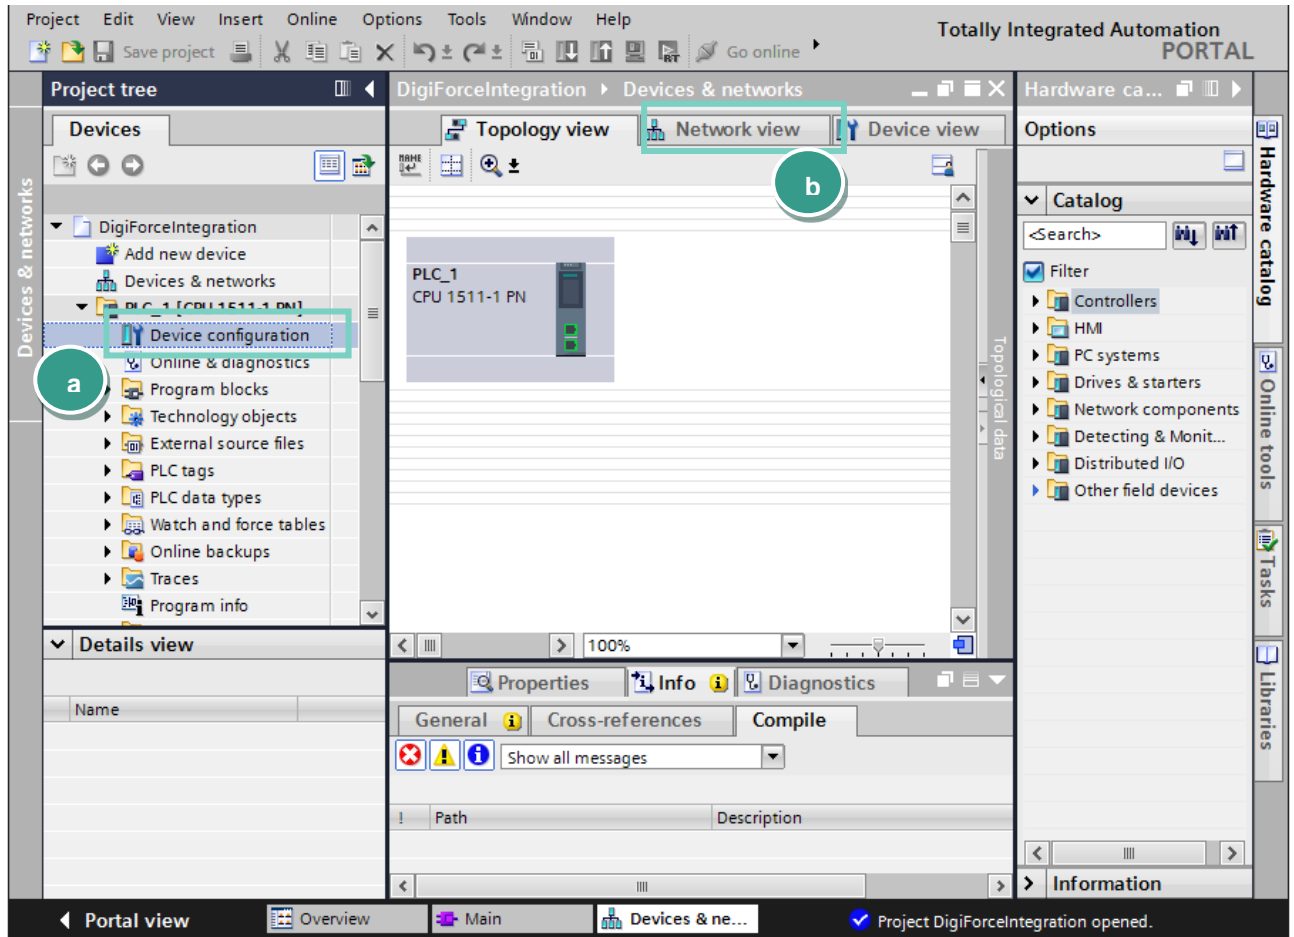 Project Edit View Insert Online Options Tools Window Help
Totally Integrated Automation
PORTAL
Save project
Go online
Project tree
DigiForceIntegration Devices & networks
Hardware ca...
Devices
Topology view
Network view
Device view
Options
b
Devices & networks
DigiForceIntegration
Add new device
Devices & networks
PLC_1 [CPU 1511-1 PN]
Device configuration
Online & diagnostics
a
Program blocks
Technology objects
External source files
PLC tags
PLC data types
Watch and force tables
Online backups
Traces
Program info
Details view
Name
NAME
PLC_1
CPU 1511-1 PN
Topological data
100%
Properties
Info
Diagnostics
General
Cross-references
Compile
Show all messages
! Path Description
Catalog
<Search>
Filter
Controllers
HMI
PC systems
Drives & starters
Network components
Detecting & Monit...
Distributed I/O
Other field devices
Information
Hardware catalog
Online tools
Tasks
Libraries
Portal view
Overview
Main
Devices & ne...
Project DigiForceIntegration opened.